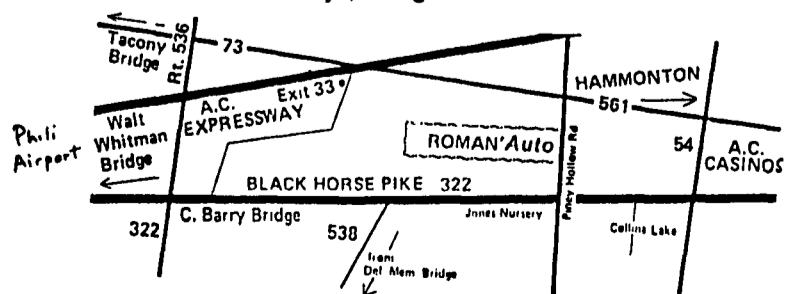 Tacony
Bridge
Rt. 536
73
HAMMONTON
561
Exit 33
A.C.
EXPRESSWAY
Phili
Airport
Walt
Whitman
Bridge
ROMAN'Auto
Piney Hollow Rd
54
A.C.
CASINOS
BLACK HORSE PIKE 322
322
C. Barry Bridge
538
Jones Nursery
Collins Lake
from
Del Mem Bridge